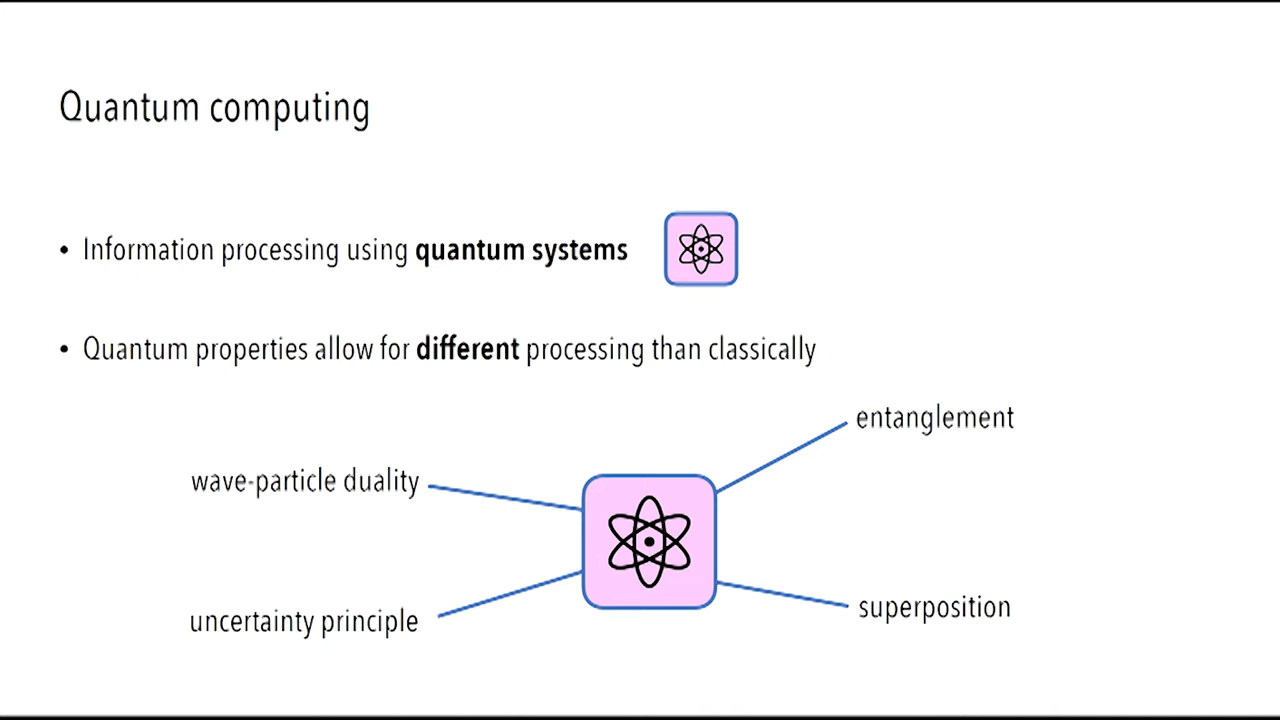 Quantum computing
• Information processing using quantum systems
• Quantum properties allow for different processing than classically
entanglement
wave-particle duality
superposition
uncertainty principle